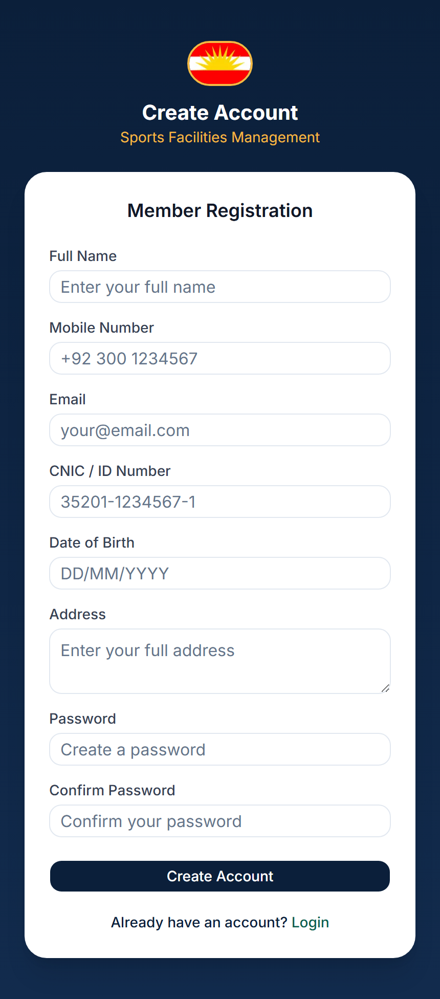 Create Account
Sports Facilities Management
Member Registration
Full Name
Enter your full name
Mobile Number
+92 300 1234567
Email
your@email.com
CNIC / ID Number
35201-1234567-1
Date of Birth
DD/MM/YYYY
Address
Enter your full address
Password
Create a password
Confirm Password
Confirm your password
Create Account
Already have an account? Login